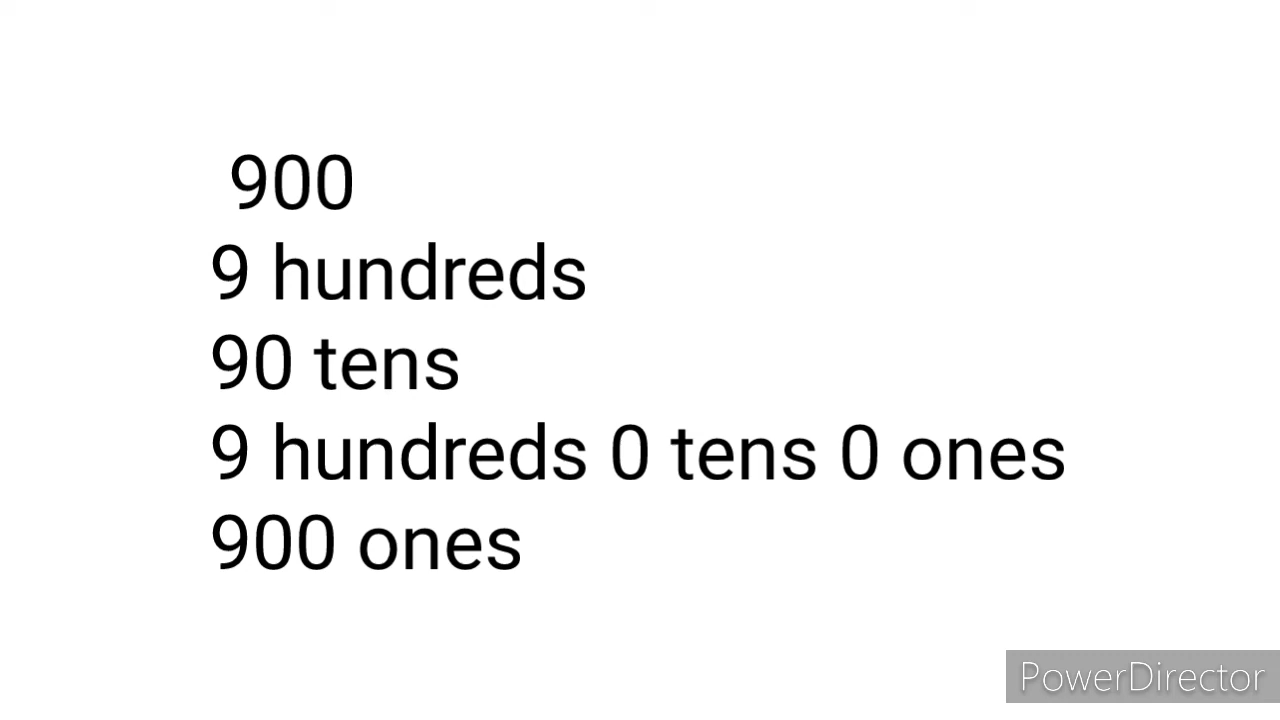 900
9 hundreds
90 tens
9 hundreds 0 tens 0 ones
900 ones
PowerDirector